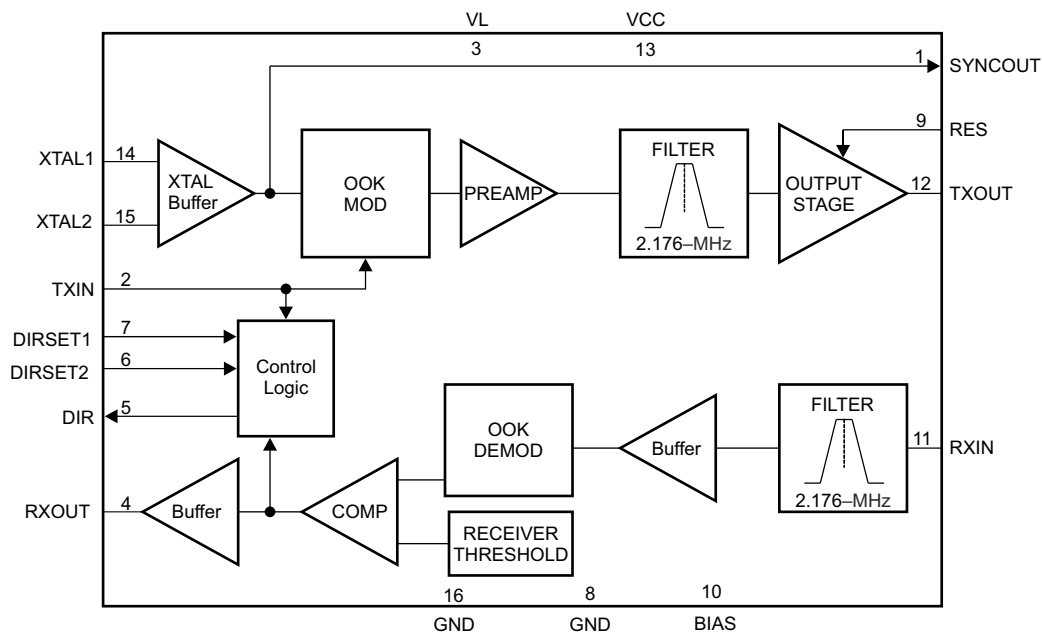 VL
VCC
3
13
1
SYNCOUT
9
RES
XTAL1
14
XTAL
Buffer
XTAL2
15
OOK
MOD
PREAMP
FILTER
2.176–MHz
OUTPUT
STAGE
12
TXOUT
TXIN
2
DIRSET1
7
DIRSET2
6
DIR
5
Control
Logic
OOK
DEMOD
Buffer
FILTER
2.176–MHz
11
RXIN
RXOUT
4
Buffer
COMP
RECEIVER
THRESHOLD
16
8
10
GND
GND
BIAS